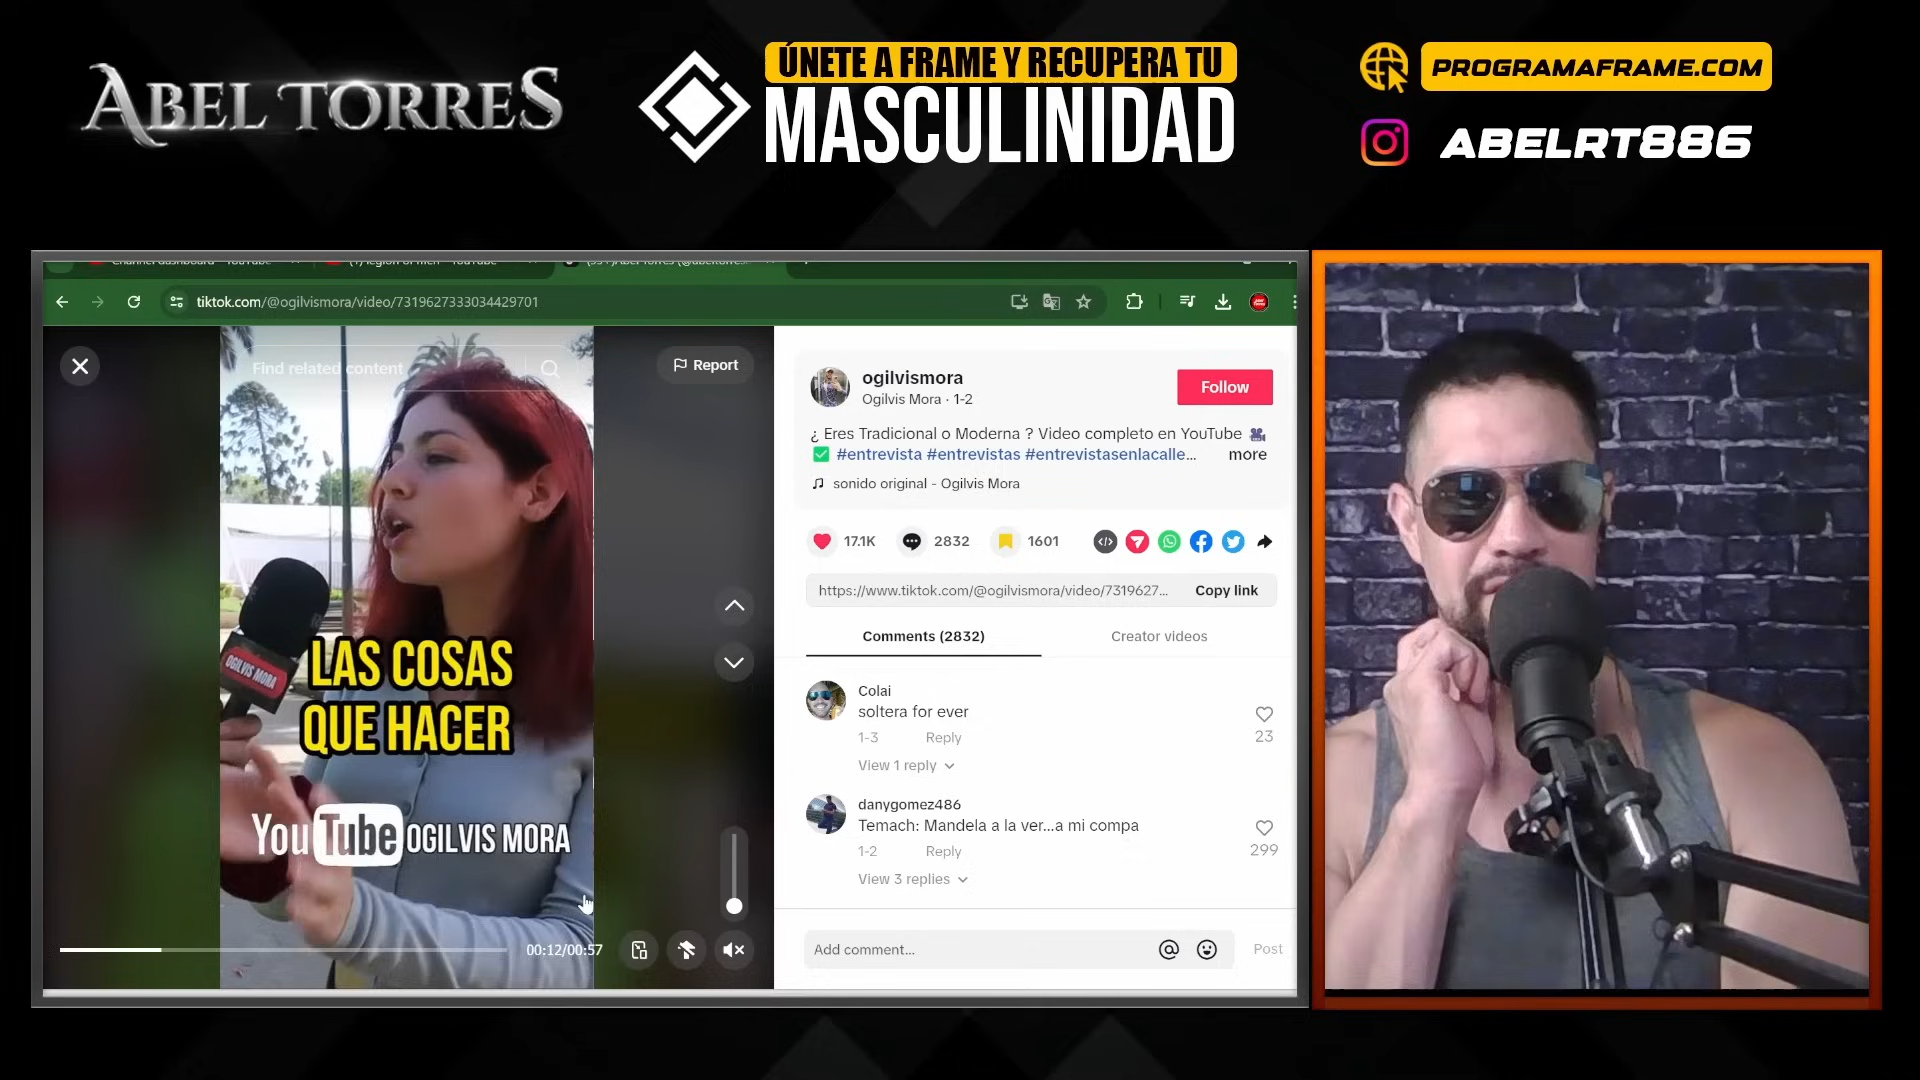 ABEL TORRES
ÚNETE A FRAME Y RECUPERA TU
MASCULINIDAD
PROGRAMAFRAME.COM
ABELRT886
tiktok.com/@ogilvismora/video/7319627333034429701
Find related content
Report
OGILVIS MORA
LAS COSAS
QUE HACER
YouTube OGILVIS MORA
00:12/00:57
ogilvismora
Ogilvis Mora · 1-2
Follow
¿ Eres Tradicional o Moderna ? Video completo en YouTube
#entrevista #entrevistas #entrevistasenlacalle... more
sonido original - Ogilvis Mora
17.1K 2832 1601
https://www.tiktok.com/@ogilvismora/video/7319627... Copy link
Comments (2832) Creator videos
Colai
soltera for ever
1-3 Reply
23
View 1 reply
danygomez486
Temach: Mandela a la ver...a mi compa
1-2 Reply
299
View 3 replies
Add comment... Post